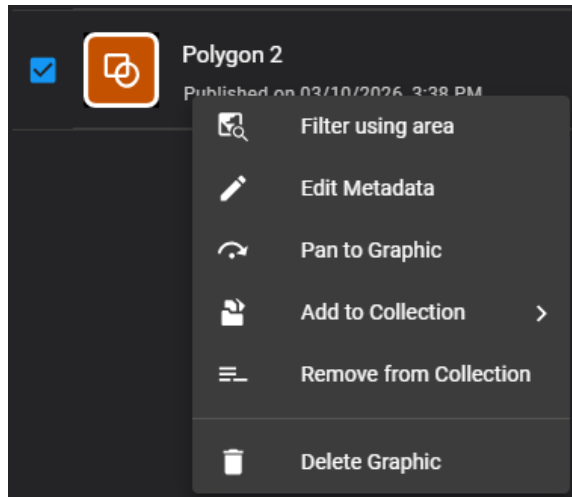 Polygon 2
Published on 03/10/2026, 3:38 PM
Filter using area
Edit Metadata
Pan to Graphic
Add to Collection
Remove from Collection
Delete Graphic